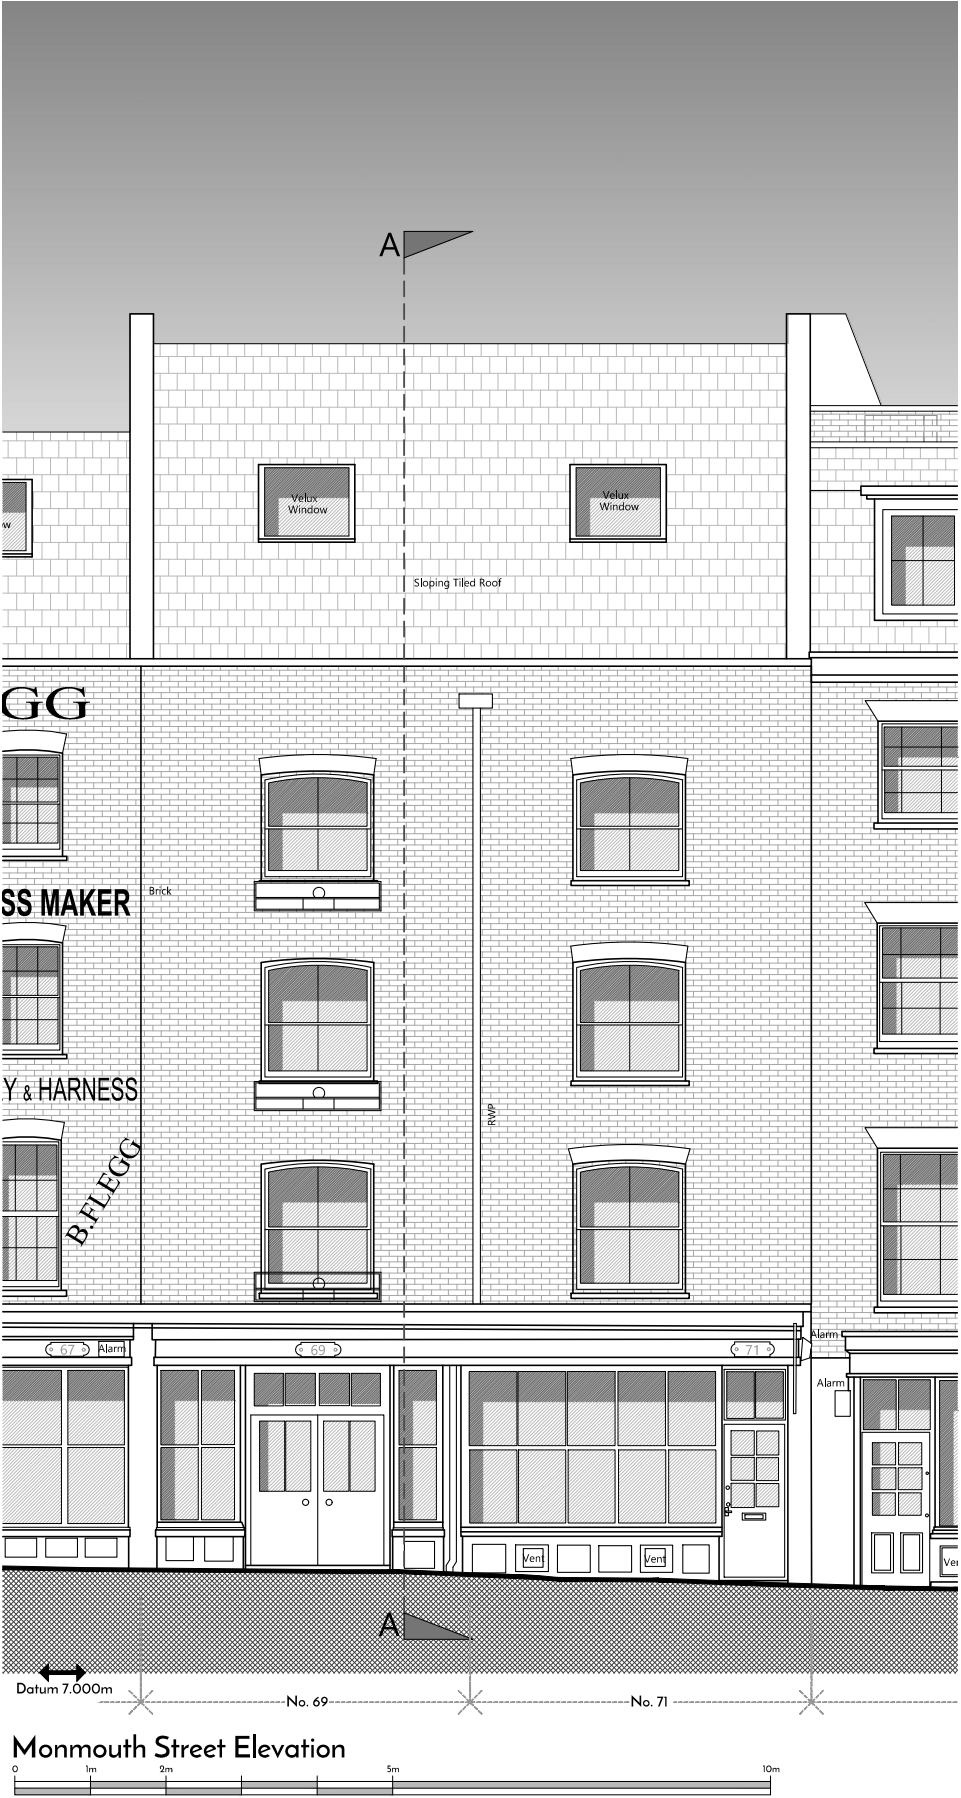 A
Velux
Window
Velux
Window
w
Sloping Tiled Roof
GG
SS MAKER
Brick
Y & HARNESS
RWP
B.FLEGG
67
Alarm
69
71
Alarm
Alarm
Vent
Vent
Ve
A
Datum 7.000m
No. 69
No. 71
Monmouth Street Elevation
0 1m 2m 5m 10m